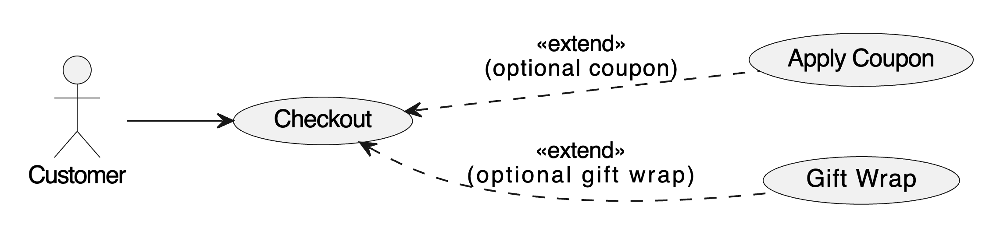 Customer
Checkout
«extend»
(optional coupon)
Apply Coupon
«extend»
(optional gift wrap)
Gift Wrap